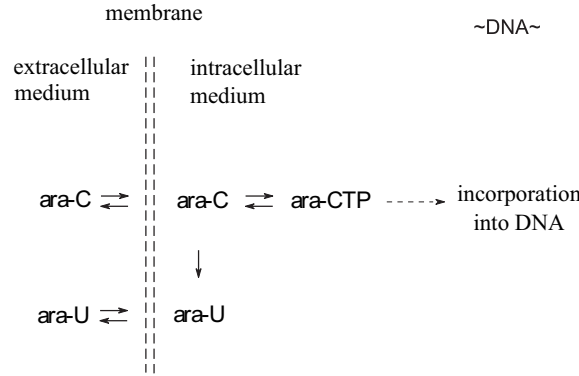 membrane
~DNA~
extracellular
medium
intracellular
medium
ara-C
ara-C
ara-CTP
incorporation
into DNA
ara-U
ara-U